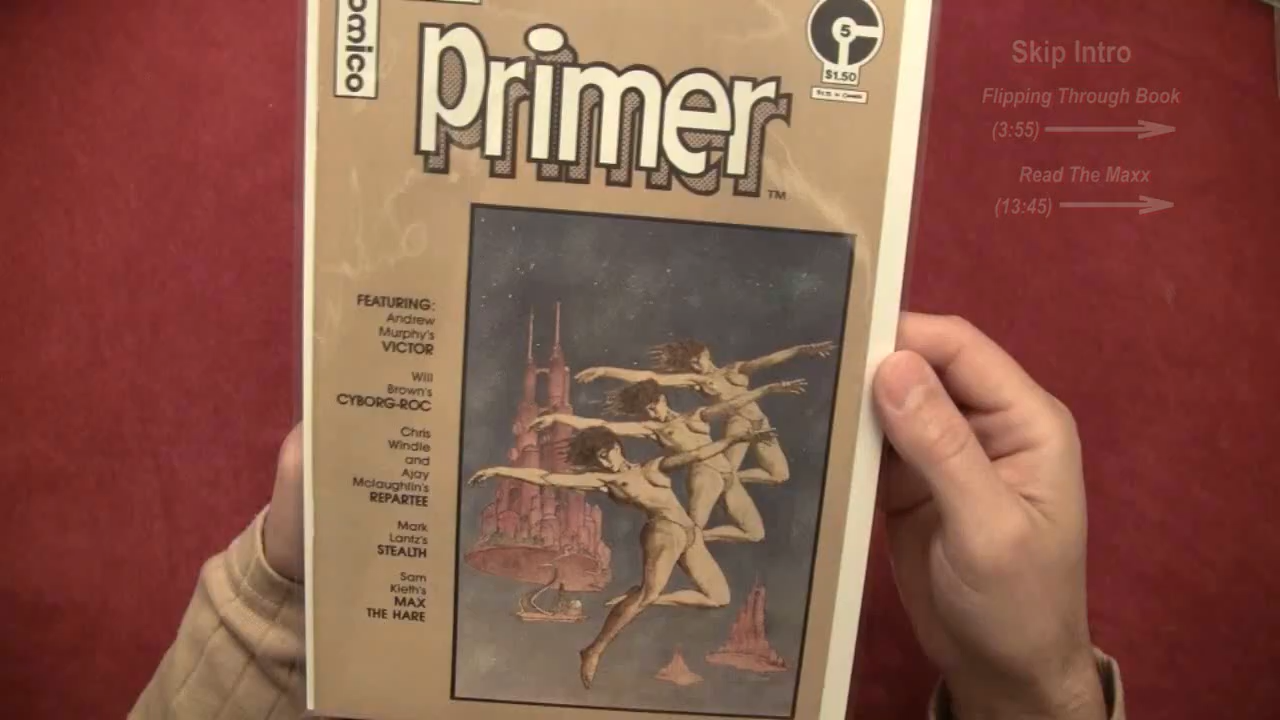 comico
primer
TM
5
$1.50
FEATURING:
Andrew
Murphy's
VICTOR
Will
Brown's
CYBORG-ROC
Chris
Windle
and
Ajay
Mclaughlin's
REPARTEE
Mark
Lantz's
STEALTH
Sam
Kieth's
MAX
THE HARE
Skip Intro
Flipping Through Book
(3:55)
Read The Maxx
(13:45)